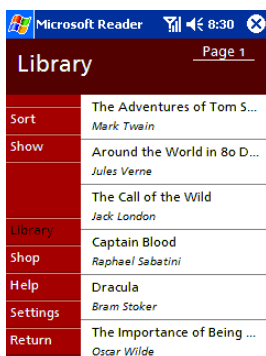 Microsoft Reader 8:30
Library
Page 1
Sort
Show
Library
Shop
Help
Settings
Return
The Adventures of Tom S...
Mark Twain
Around the World in 80 D...
Jules Verne
The Call of the Wild
Jack London
Captain Blood
Raphael Sabatini
Dracula
Bram Stoker
The Importance of Being ...
Oscar Wilde